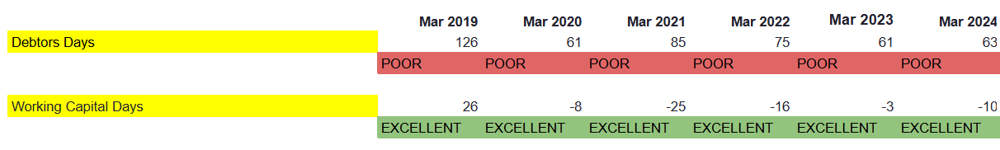 Mar 2019 Mar 2020 Mar 2021 Mar 2022 Mar 2023 Mar 2024
Debtors Days 126 61 85 75 61 63
POOR POOR POOR POOR POOR POOR
Working Capital Days 26 -8 -25 -16 -3 -10
EXCELLENT EXCELLENT EXCELLENT EXCELLENT EXCELLENT EXCELLENT